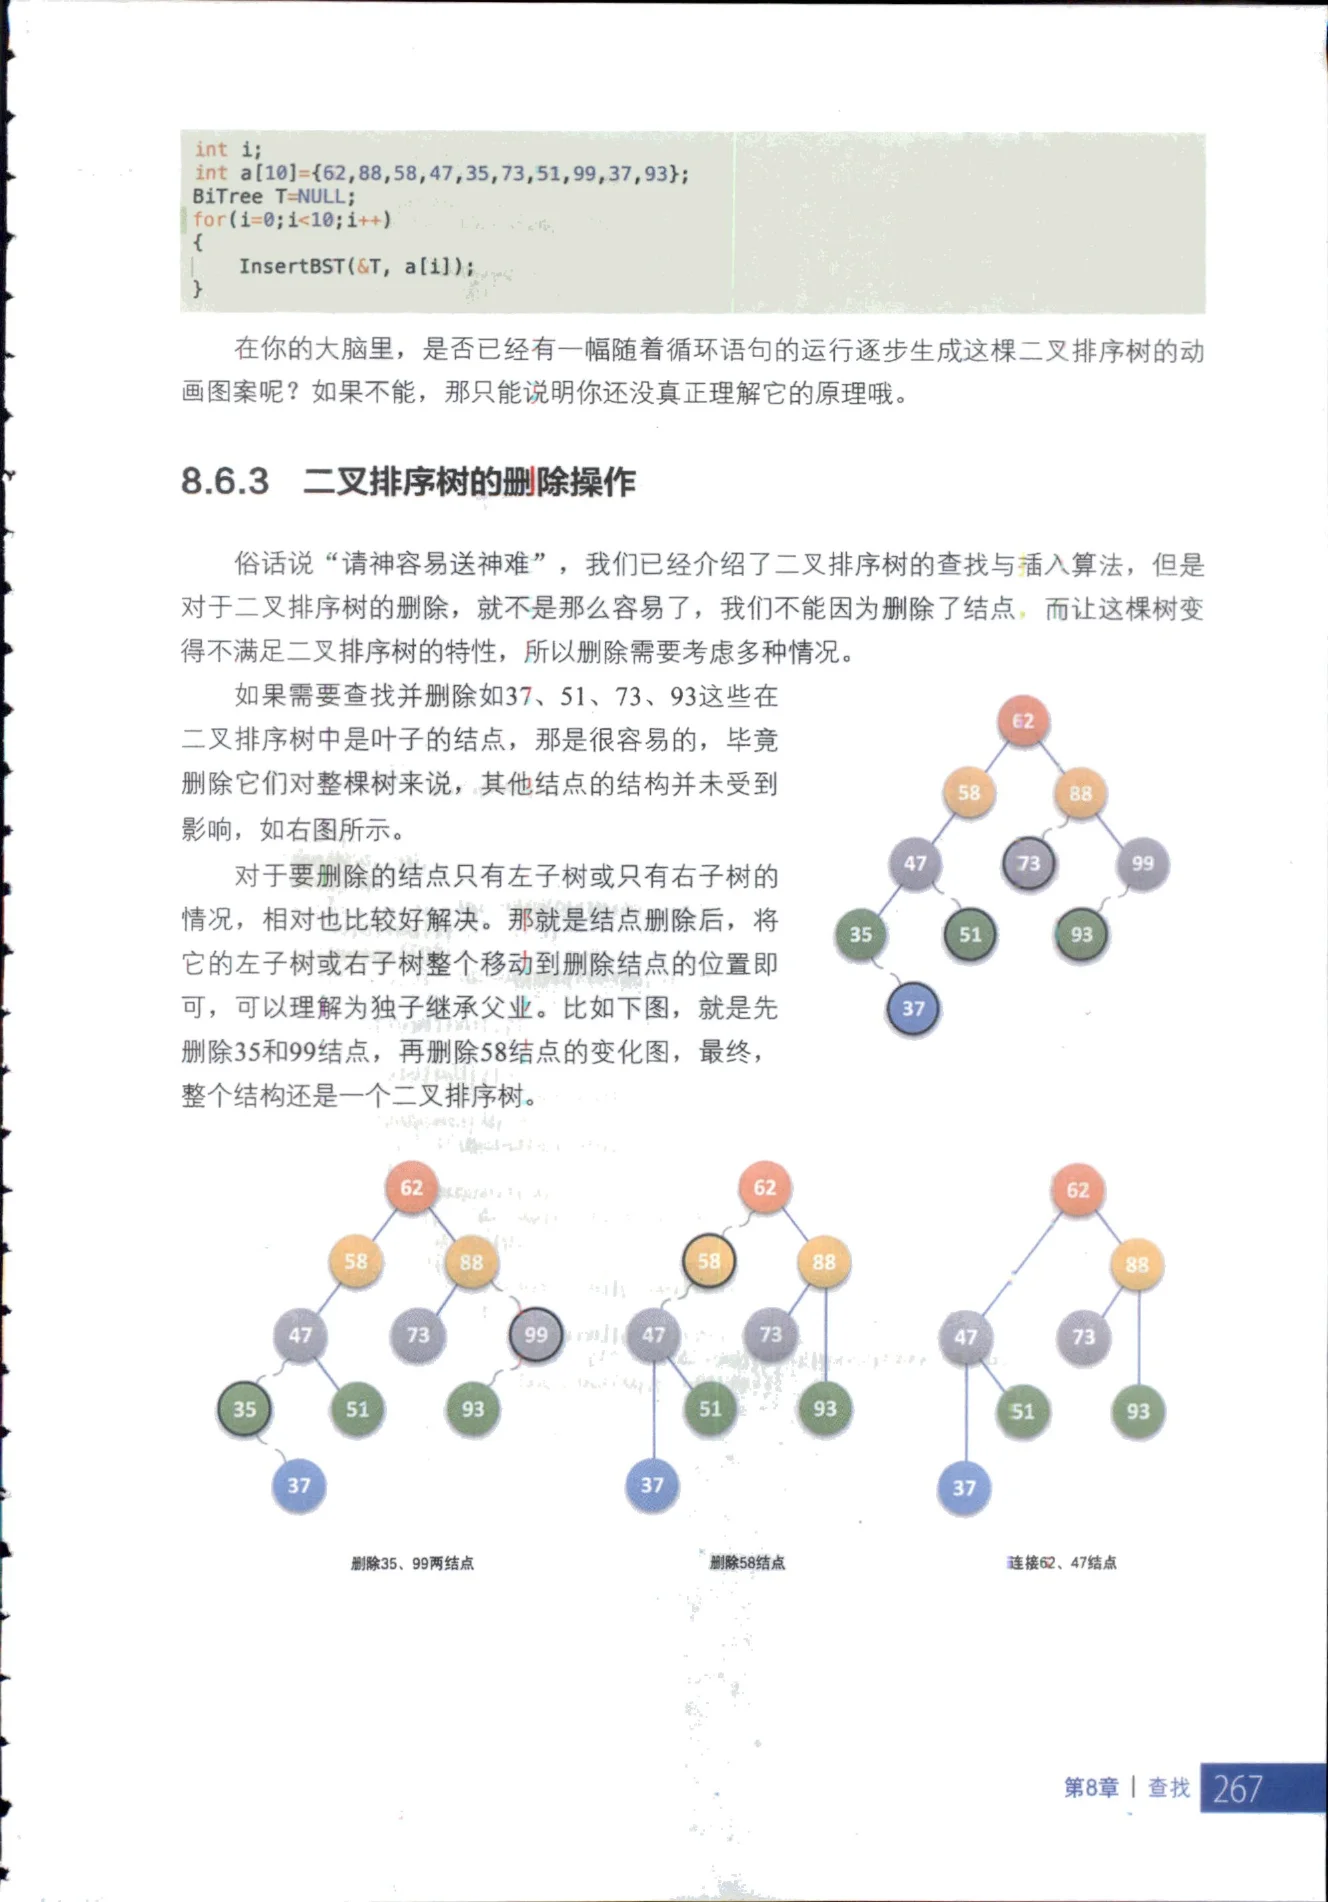 int i;
int a[10]={62,88,58,47,35,73,51,99,37,93};
BiTree T=NULL;
for(i=0;i<10;i++)
{
InsertBST(&T, a[i]);
}
在你的大脑里，是否已经有一幅随着循环语句的运行逐步生成这棵二叉排序树的动
画图案呢？如果不能，那只能说明你还没真正理解它的原理哦。
8.6.3 二叉排序树的删除操作
俗话说“请神容易送神难”，我们已经介绍了二叉排序树的查找与插入算法，但是
对于二叉排序树的删除，就不是那么容易了，我们不能因为删除了结点，而让这棵树变
得不满足二叉排序树的特性，所以删除需要考虑多种情况。
如果需要查找并删除如37、51、73、93这些在
二叉排序树中是叶子的结点，那是很容易的，毕竟
删除它们对整棵树来说，其他结点的结构并未受到
影响，如右图所示。
对于要删除的结点只有左子树或只有右子树的
情况，相对也比较好解决。那就是结点删除后，将
它的左子树或右子树整个移动到删除结点的位置即
可，可以理解为独子继承父业。比如下图，就是先
删除35和99结点，再删除58结点的变化图，最终，
整个结构还是一个二叉排序树。
62
58 88
47 73 99
35 51 93
37
62
58 88
47 73 99
35 51 93
37
删除35、99两结点
62
58 88
47 73
51 93
37
删除58结点
62
88
47 73
51 93
37
连接62、47结点
第8章 | 查找 267